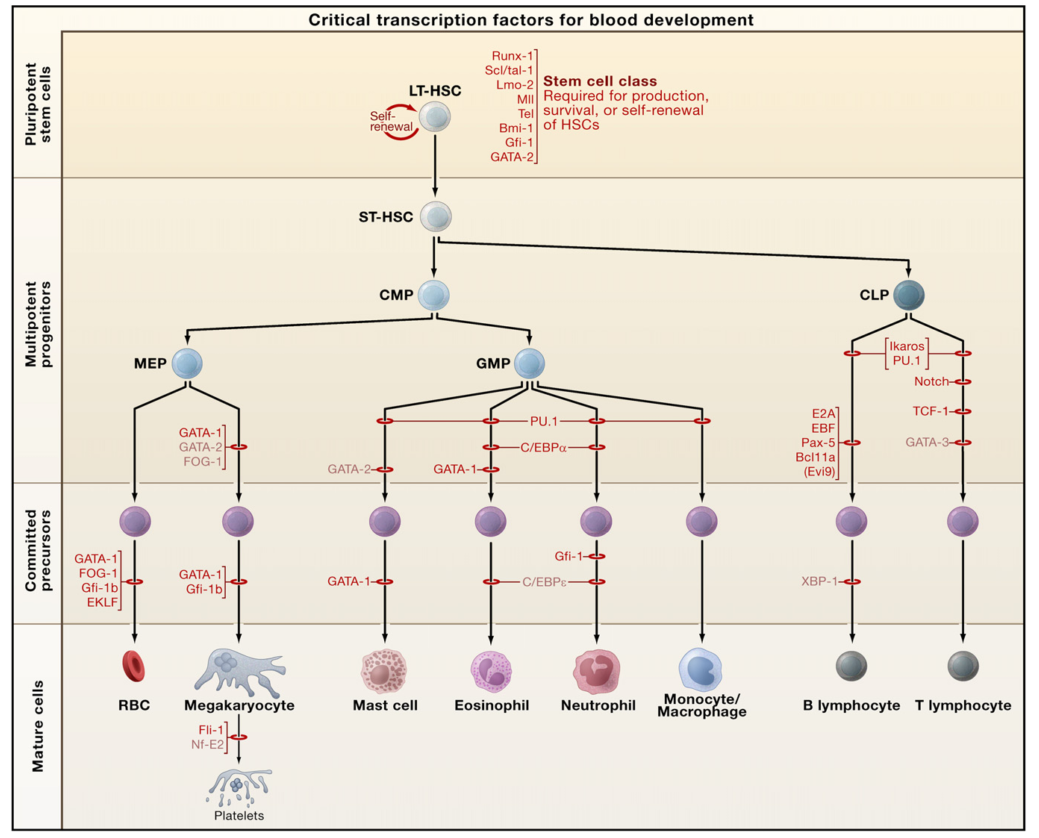 Critical transcription factors for blood development
Pluripotent
stem cells
LT-HSC
Self-
renewal
Runx-1
Scl/tal-1
Lmo-2
Mll
Tel
Bmi-1
Gfi-1
GATA-2
Stem cell class
Required for production,
survival, or self-renewal
of HSCs
Multipotent
progenitors
ST-HSC
CMP
CLP
MEP
GMP
Ikaros
PU.1
Notch
TCF-1
GATA-3
E2A
EBF
Pax-5
Bcl11a
(Evi9)
PU.1
C/EBPα
GATA-1
GATA-2
GATA-1
GATA-2
FOG-1
Committed
precursors
GATA-1
FOG-1
Gfi-1b
EKLF
GATA-1
Gfi-1b
GATA-1
Gfi-1
C/EBPε
XBP-1
Mature cells
RBC
Megakaryocyte
Mast cell
Eosinophil
Neutrophil
Monocyte/
Macrophage
B lymphocyte
T lymphocyte
Fli-1
Nf-E2
Platelets